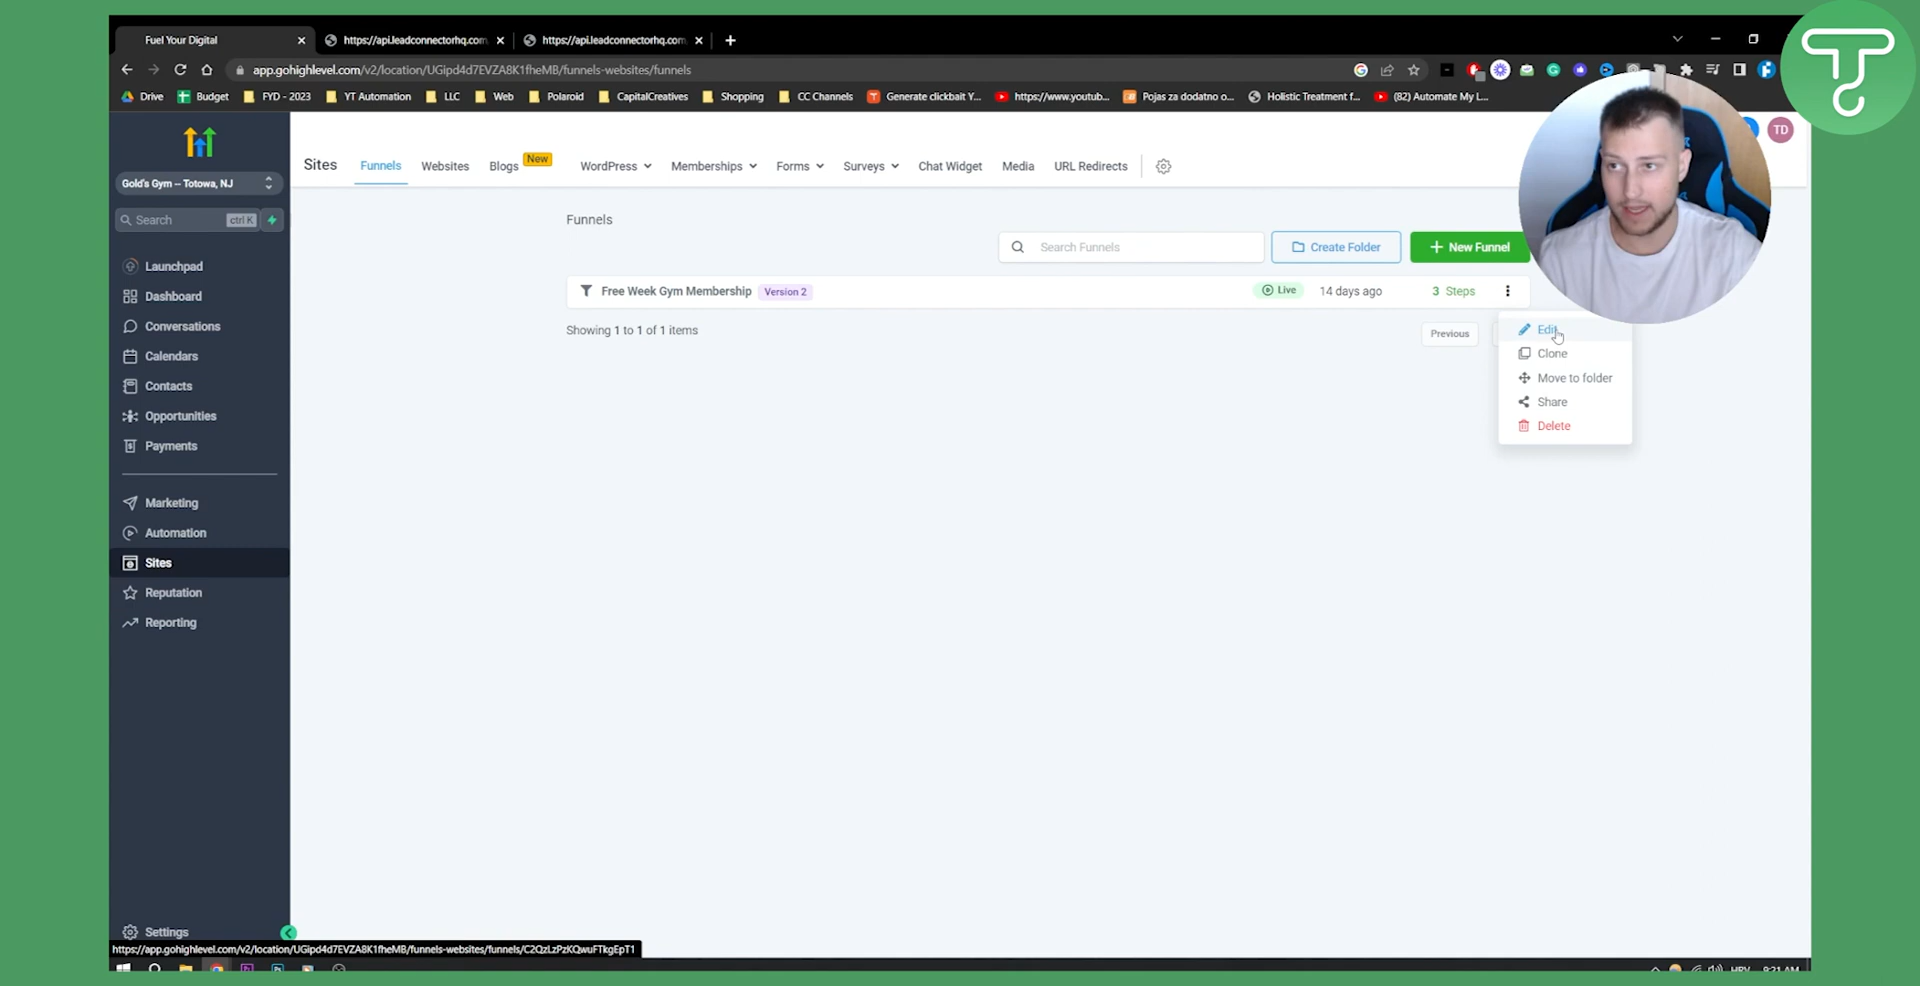 Fuel Your Digital
https://api.leadconnectorhq.com
https://api.leadconnectorhq.com
app.gohighlevel.com/v2/location/UGipd4d7EVZA8K1fheMB/funnels-websites/funnels
Drive
Budget
FYD - 2023
YT Automation
LLC
Web
Polaroid
CapitalCreatives
Shopping
CC Channels
Generate clickbait Y...
https://www.youtub...
Pojas za dodatno o...
Holistic Treatment f...
(82) Automate My L...
TD
Gold's Gym -- Totowa, NJ
Search ctrl K
Launchpad
Dashboard
Conversations
Calendars
Contacts
Opportunities
Payments
Marketing
Automation
Sites
Reputation
Reporting
Settings
Sites
Funnels
Websites
Blogs New
WordPress
Memberships
Forms
Surveys
Chat Widget
Media
URL Redirects
Funnels
Search Funnels
Create Folder
+ New Funnel
Free Week Gym Membership Version 2 Live 14 days ago 3 Steps
Showing 1 to 1 of 1 items
Previous
Edit
Clone
Move to folder
Share
Delete
https://app.gohighlevel.com/v2/location/UGipd4d7EVZA8K1fheMB/funnels-websites/funnels/C2QzLzPzKQwuFTkgEpT1
HRV 9:21 AM